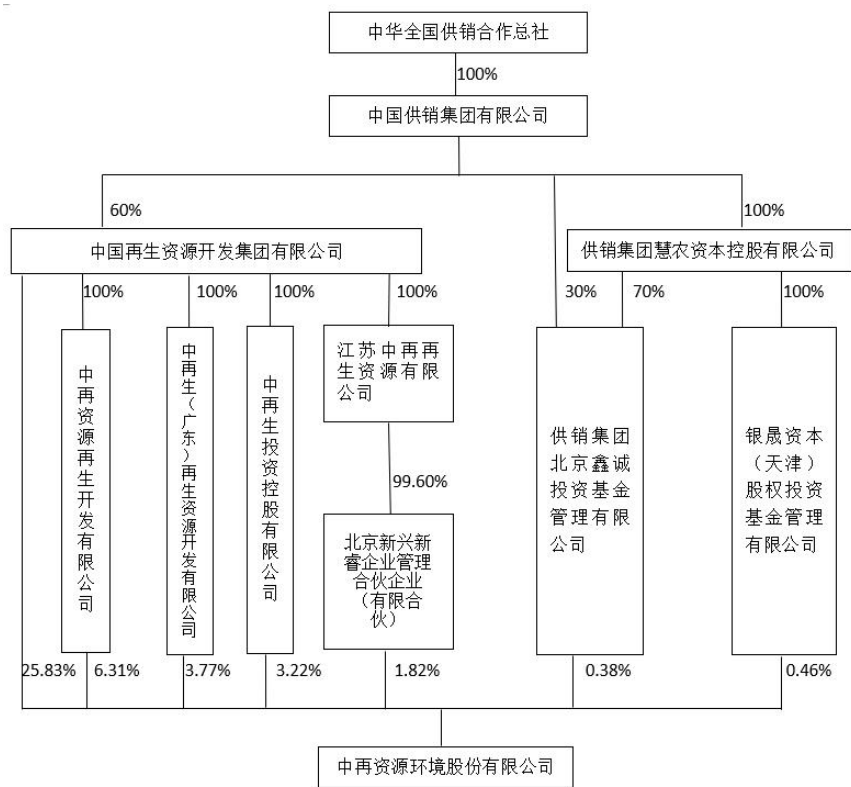 中华全国供销合作总社
100%
中国供销集团有限公司
60%
100%
中国再生资源开发集团有限公司
供销集团慧农资本控股有限公司
100%
100%
100%
100%
30%
70%
100%
中再资源再生开发有限公司
中再生（广东）再生资源开发有限公司
中再生投资控股有限公司
江苏中再再
生资源有限
公司
99.60%
北京新兴新
睿企业管理
合伙企业
（有限合
伙）
供销集团
北京鑫诚
投资基金
管理有限
公司
银晟资本
（天津）
股权投资
基金管理
有限公司
25.83%
6.31%
3.77%
3.22%
1.82%
0.38%
0.46%
中再资源环境股份有限公司